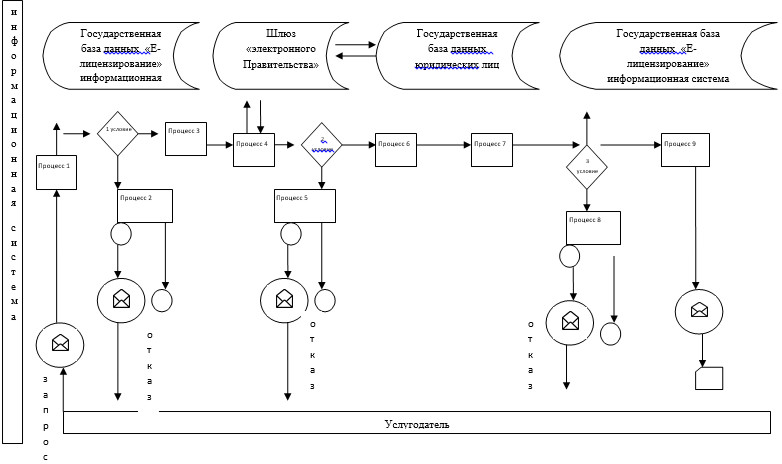 информационная система
Государственная
база данных «Е-
лицензирование»
информационная
Шлюз
«электронного
Правительства»
Государственная
база данных
юридических лиц
Государственная база
данных «Е-
лицензирование»
информационная система
1 условие
Процесс 3
Процесс 4
2
условие
Процесс 6
Процесс 7
3
условие
Процесс 9
Процесс 1
Процесс 2
Процесс 5
Процесс 8
отказ
отказ
отказ
запрос
Услугодатель